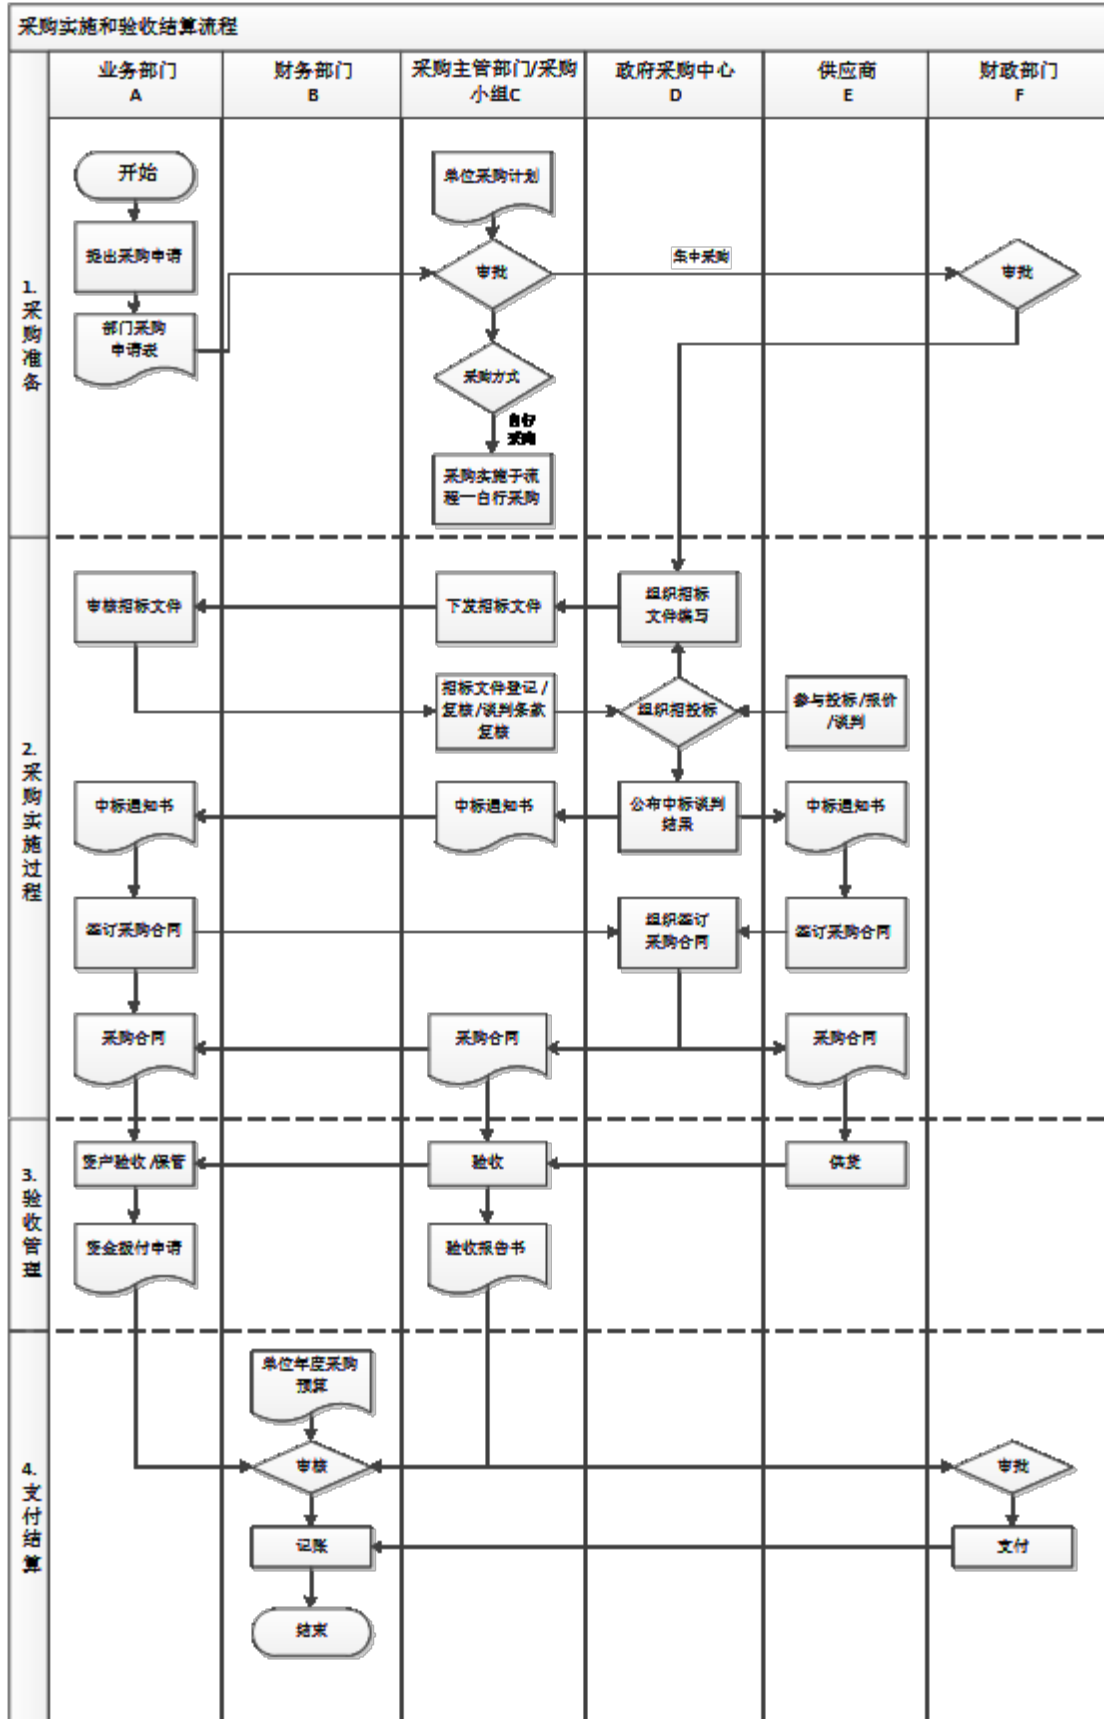 采购实施和验收结算流程
业务部门
A
财务部门
B
采购主管部门/采购
小组C
政府采购中心
D
供应商
E
财政部门
F
1.
采
购
准
备
开始
单位采购计划
提出采购申请
审批
集中采购
审批
部门采购
申请表
采购方式
自行
采购
采购实施子流
程—自行采购
2.
采
购
实
施
过
程
审核招标文件
下发招标文件
组织招标
文件编写
招标文件登记/
复核/谈判条款
复核
组织招投标
参与投标/报价
/谈判
中标通知书
中标通知书
公布中标谈判
结果
中标通知书
签订采购合同
组织签订
采购合同
签订采购合同
采购合同
采购合同
采购合同
3.
验
收
管
理
资产验收/保管
验收
供货
资金拨付申请
验收报告书
4.
支
付
结
算
单位年度采购
预算
审核
审批
记账
支付
结束